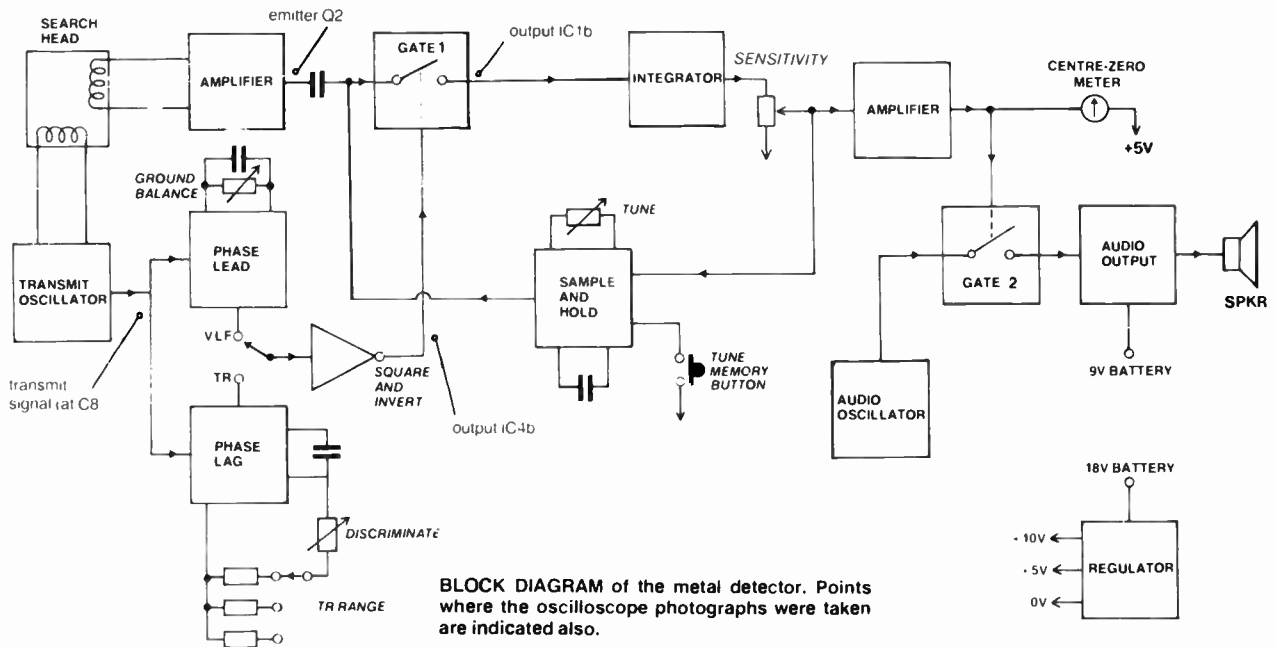 SEARCH
HEAD
AMPLIFIER
emitter Q2
GATE 1
output IC1b
INTEGRATOR
SENSITIVITY
AMPLIFIER
CENTRE-ZERO
METER
+5V
GROUND
BALANCE
PHASE
LEAD
TRANSMIT
OSCILLATOR
VLF
TR
SQUARE
AND
INVERT
transmit
signal (at C8
output IC4b
PHASE
LAG
DISCRIMINATE
TR RANGE
TUNE
SAMPLE
AND
HOLD
TUNE
MEMORY
BUTTON
GATE 2
AUDIO
OUTPUT
SPKR
9V BATTERY
AUDIO
OSCILLATOR
18V BATTERY
+ 10V
+ 5V
0V
REGULATOR
BLOCK DIAGRAM of the metal detector. Points
where the oscilloscope photographs were taken
are indicated also.